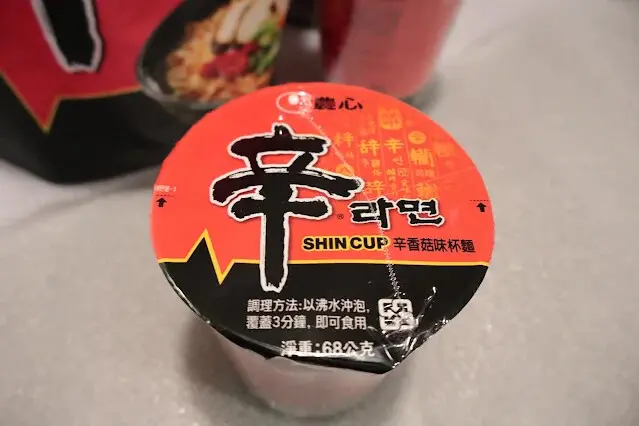 農心
辛라면
®
SHIN CUP 辛香菇味杯麵
調理方法:以沸水沖泡,
覆蓋3分鐘,即可食用
淨重:68公克